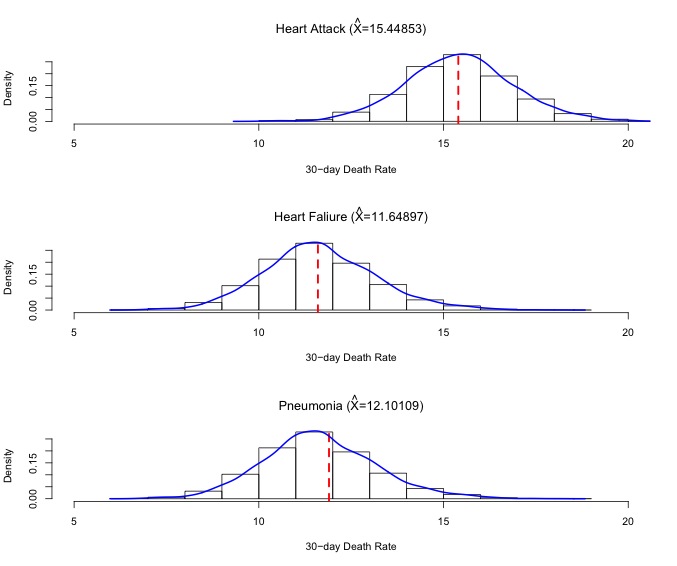 Heart Attack (X̂=15.44853)
Density
0.00 0.15
5 10 15 20
30−day Death Rate
Heart Faliure (X̂=11.64897)
Density
0.00 0.15
5 10 15 20
30−day Death Rate
Pneumonia (X̂=12.10109)
Density
0.00 0.15
5 10 15 20
30−day Death Rate